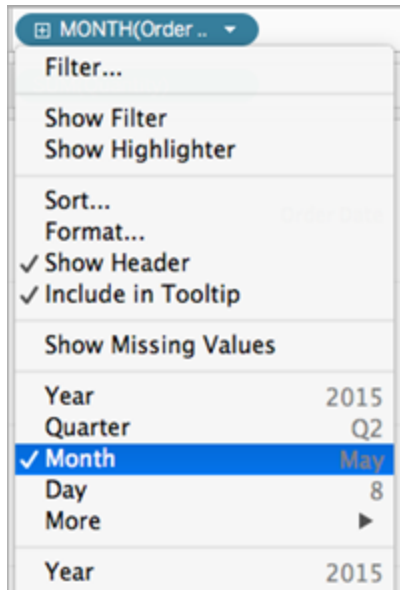 MONTH(Order ..
Filter...
Show Filter
Show Highlighter
Sort...
Format...
Show Header
Include in Tooltip
Show Missing Values
Year 2015
Quarter Q2
Month May
Day 8
More
Year 2015